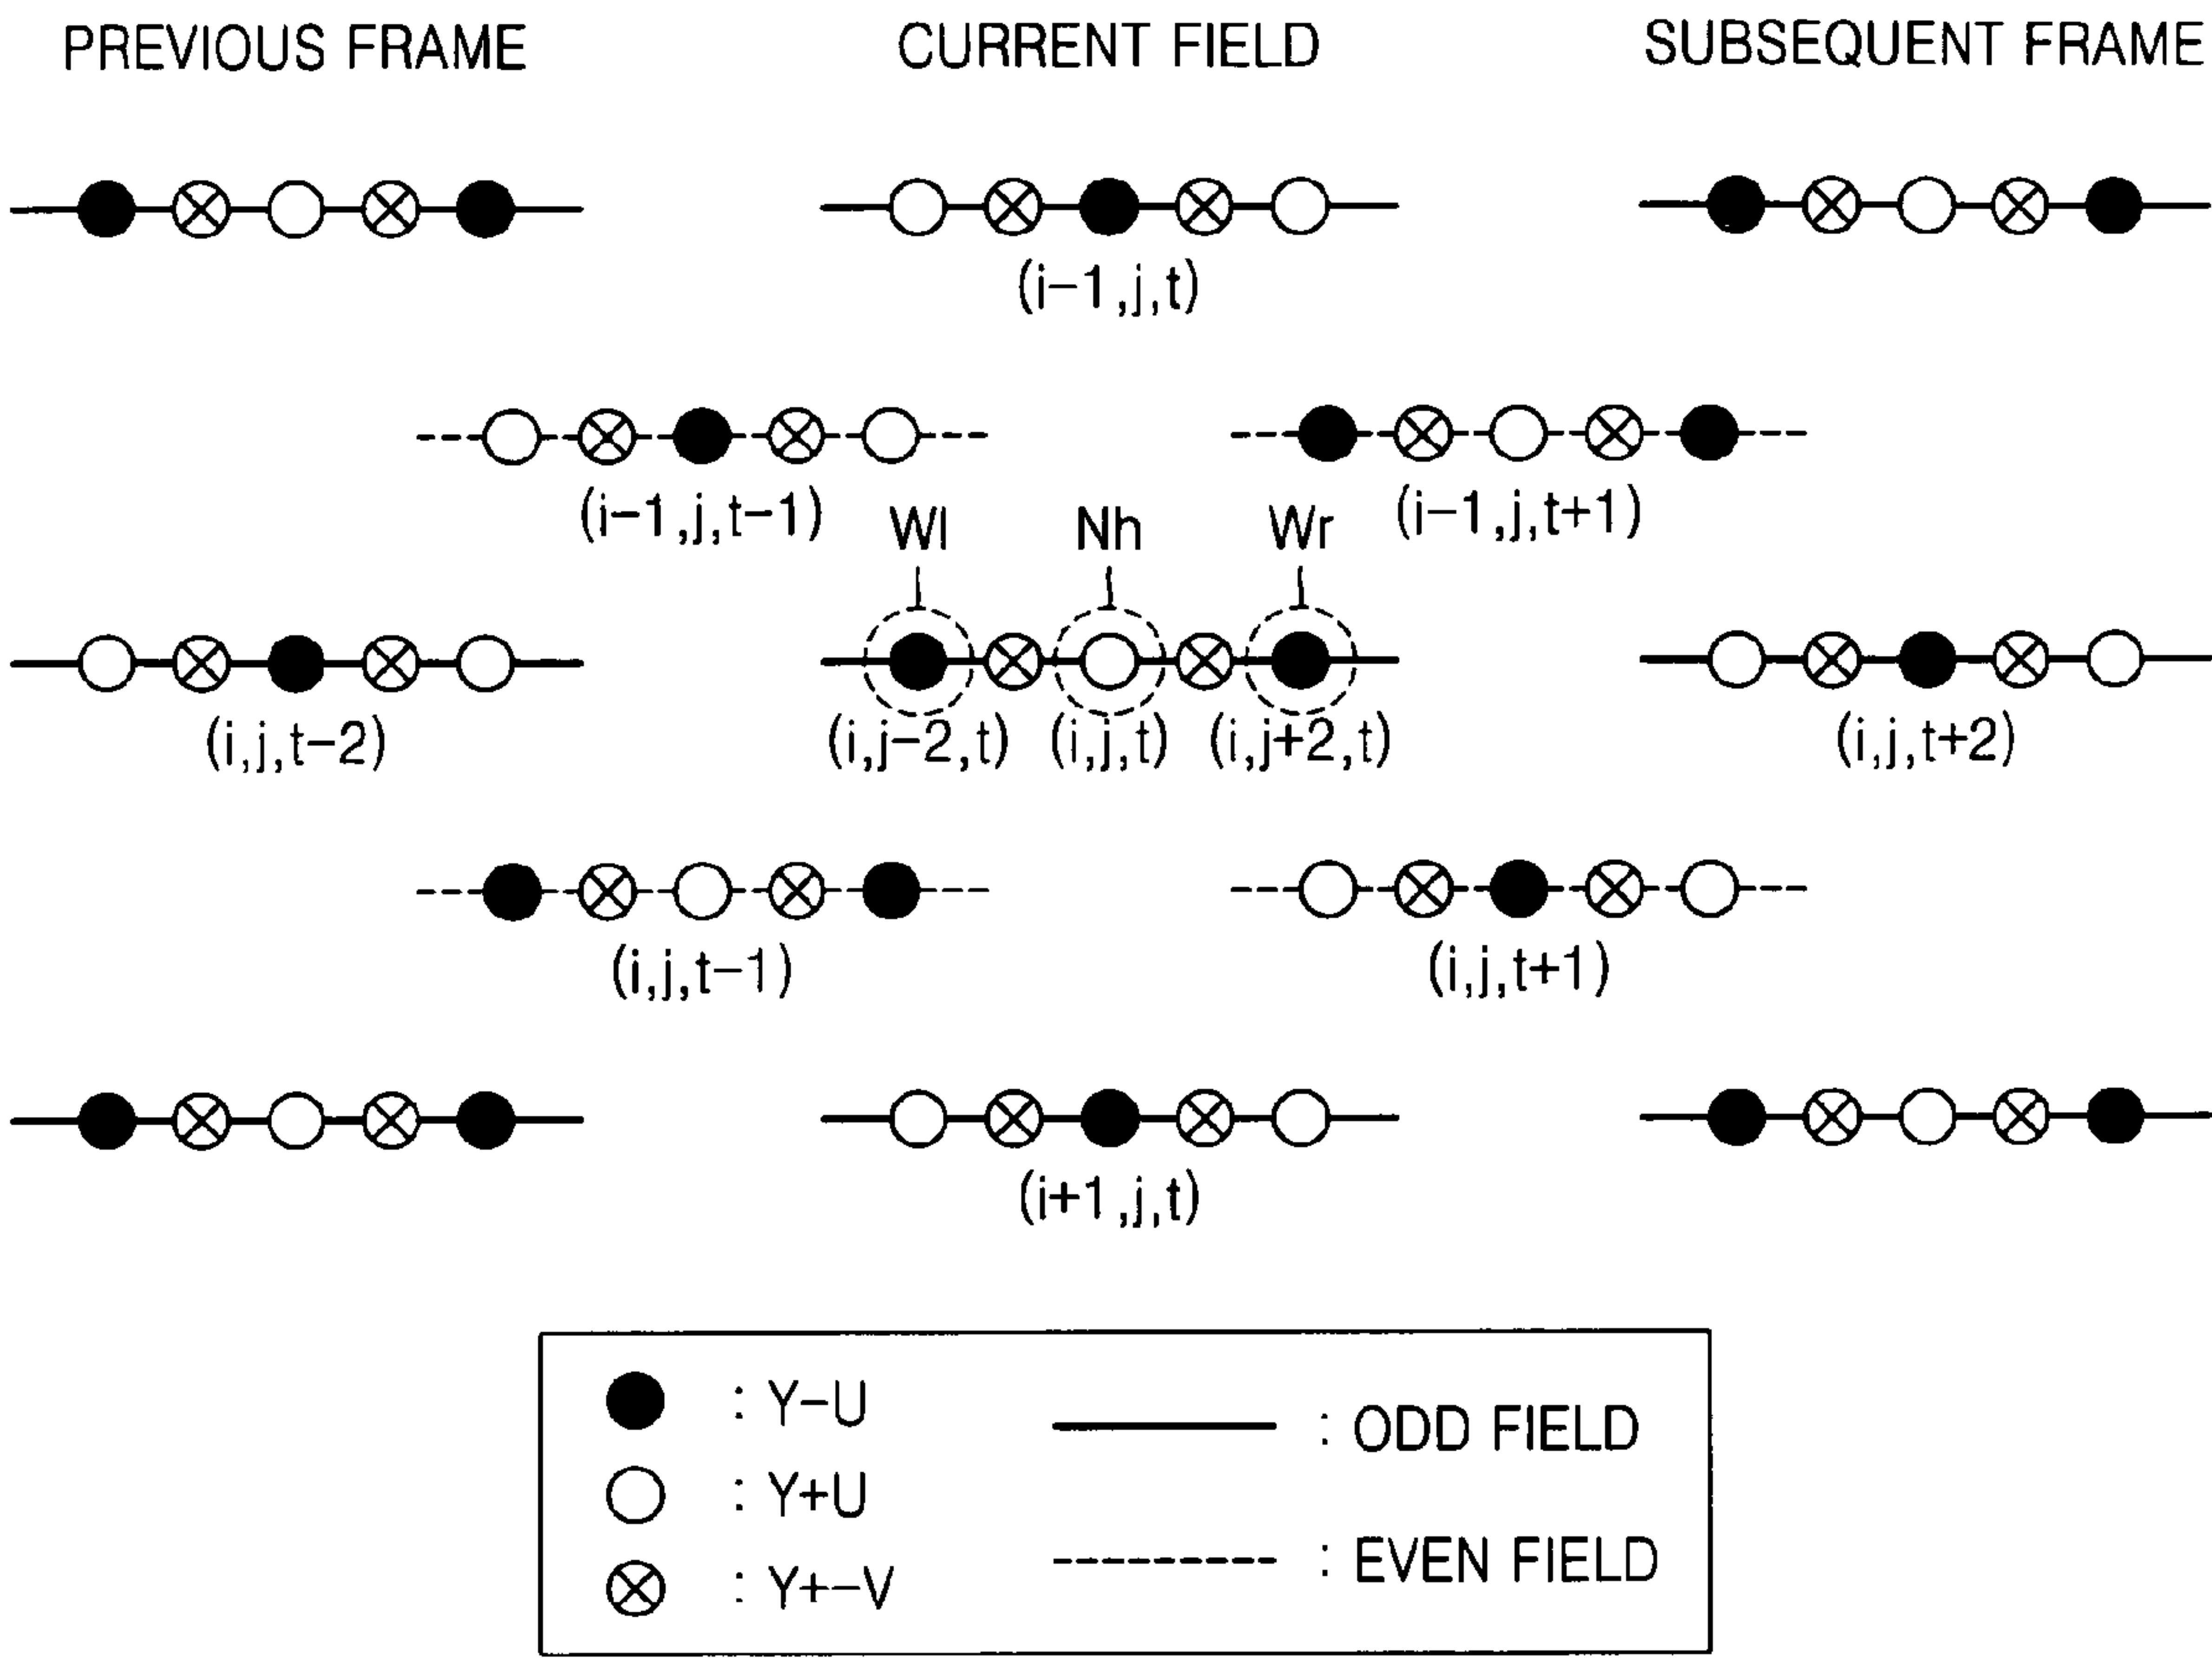 PREVIOUS FRAME CURRENT FIELD SUBSEQUENT FRAME
(i-1,j,t)
(i-1,j,t-1) (i-1,j,t+1)
Wl Nh Wr
(i,j,t-2) (i,j-2,t) (i,j,t) (i,j+2,t) (i,j,t+2)
(i,j,t-1) (i,j,t+1)
(i+1,j,t)
: Y-U
: Y+U
: Y+-V
: ODD FIELD
: EVEN FIELD